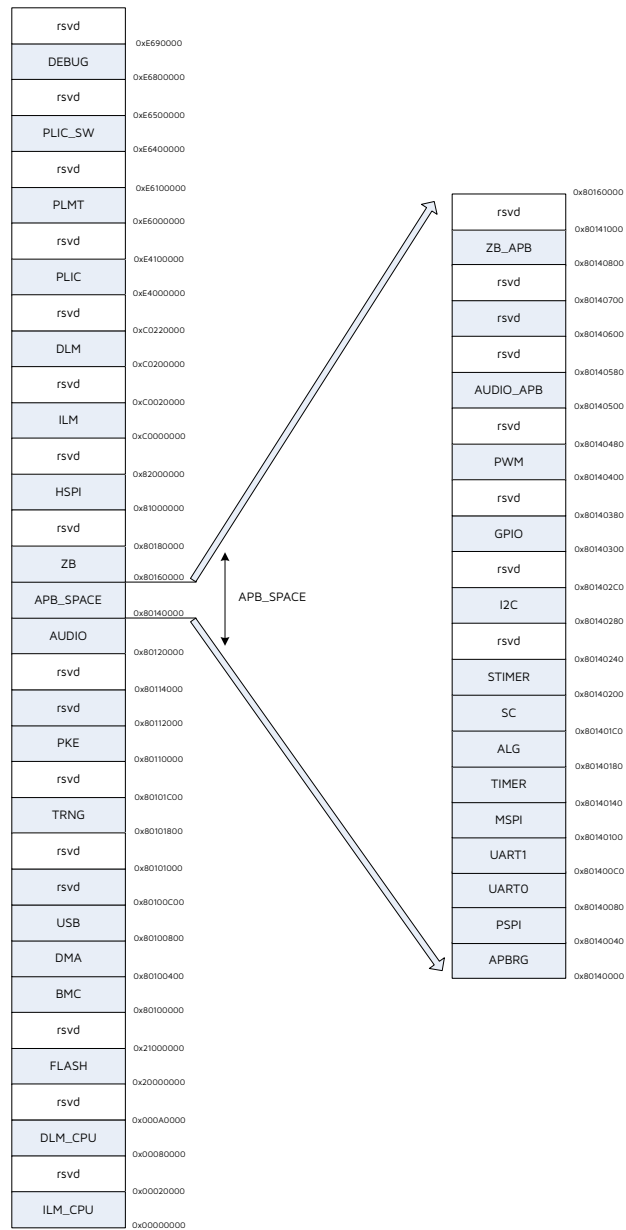 rsvd
0xE690000
DEBUG
0xE6800000
rsvd
0xE6500000
PLIC_SW
0xE6400000
rsvd
0xE6100000
PLMT
0xE6000000
rsvd
0xE4100000
PLIC
0xE4000000
rsvd
0xC0220000
DLM
0xC0200000
rsvd
0xC0020000
ILM
0xC0000000
rsvd
0x82000000
HSPI
0x81000000
rsvd
0x80180000
ZB
0x80160000
APB_SPACE
0x80140000
AUDIO
0x80120000
rsvd
0x80114000
rsvd
0x80112000
PKE
0x80110000
rsvd
0x80101C00
TRNG
0x80101800
rsvd
0x80101000
rsvd
0x80100C00
USB
0x80100800
DMA
0x80100400
BMC
0x80100000
rsvd
0x21000000
FLASH
0x20000000
rsvd
0x000A0000
DLM_CPU
0x00080000
rsvd
0x00020000
ILM_CPU
0x00000000
APB_SPACE
0x80160000
rsvd
0x80141000
ZB_APB
0x80140800
rsvd
0x80140700
rsvd
0x80140600
rsvd
0x80140580
AUDIO_APB
0x80140500
rsvd
0x80140480
PWM
0x80140400
rsvd
0x80140380
GPIO
0x80140300
rsvd
0x801402C0
I2C
0x80140280
rsvd
0x80140240
STIMER
0x80140200
SC
0x801401C0
ALG
0x80140180
TIMER
0x80140140
MSPI
0x80140100
UART1
0x801400C0
UART0
0x80140080
PSPI
0x80140040
APBRG
0x80140000